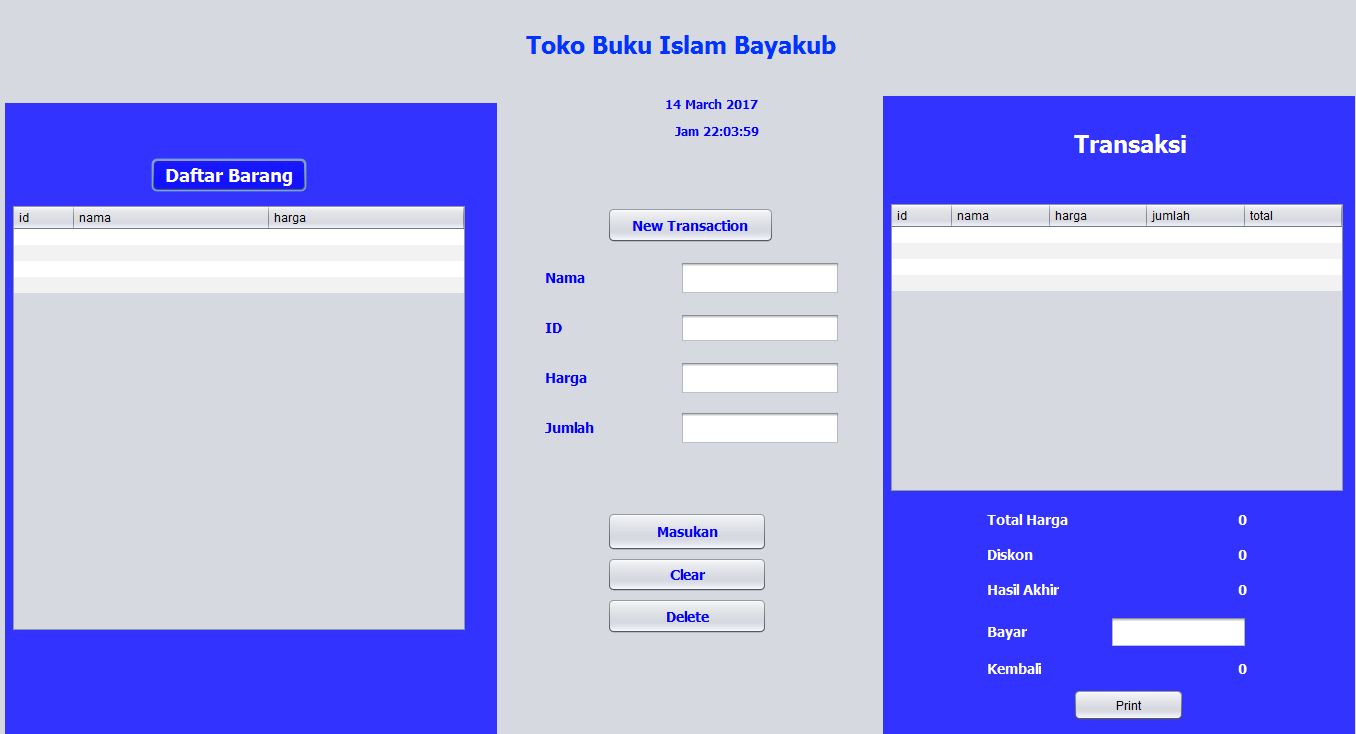 Toko Buku Islam Bayakub
14 March 2017
Jam 22:03:59
Daftar Barang
id nama harga
New Transaction
Nama
ID
Harga
Jumlah
Masukan
Clear
Delete
Transaksi
id nama harga jumlah total
Total Harga 0
Diskon 0
Hasil Akhir 0
Bayar
Kembali 0
Print